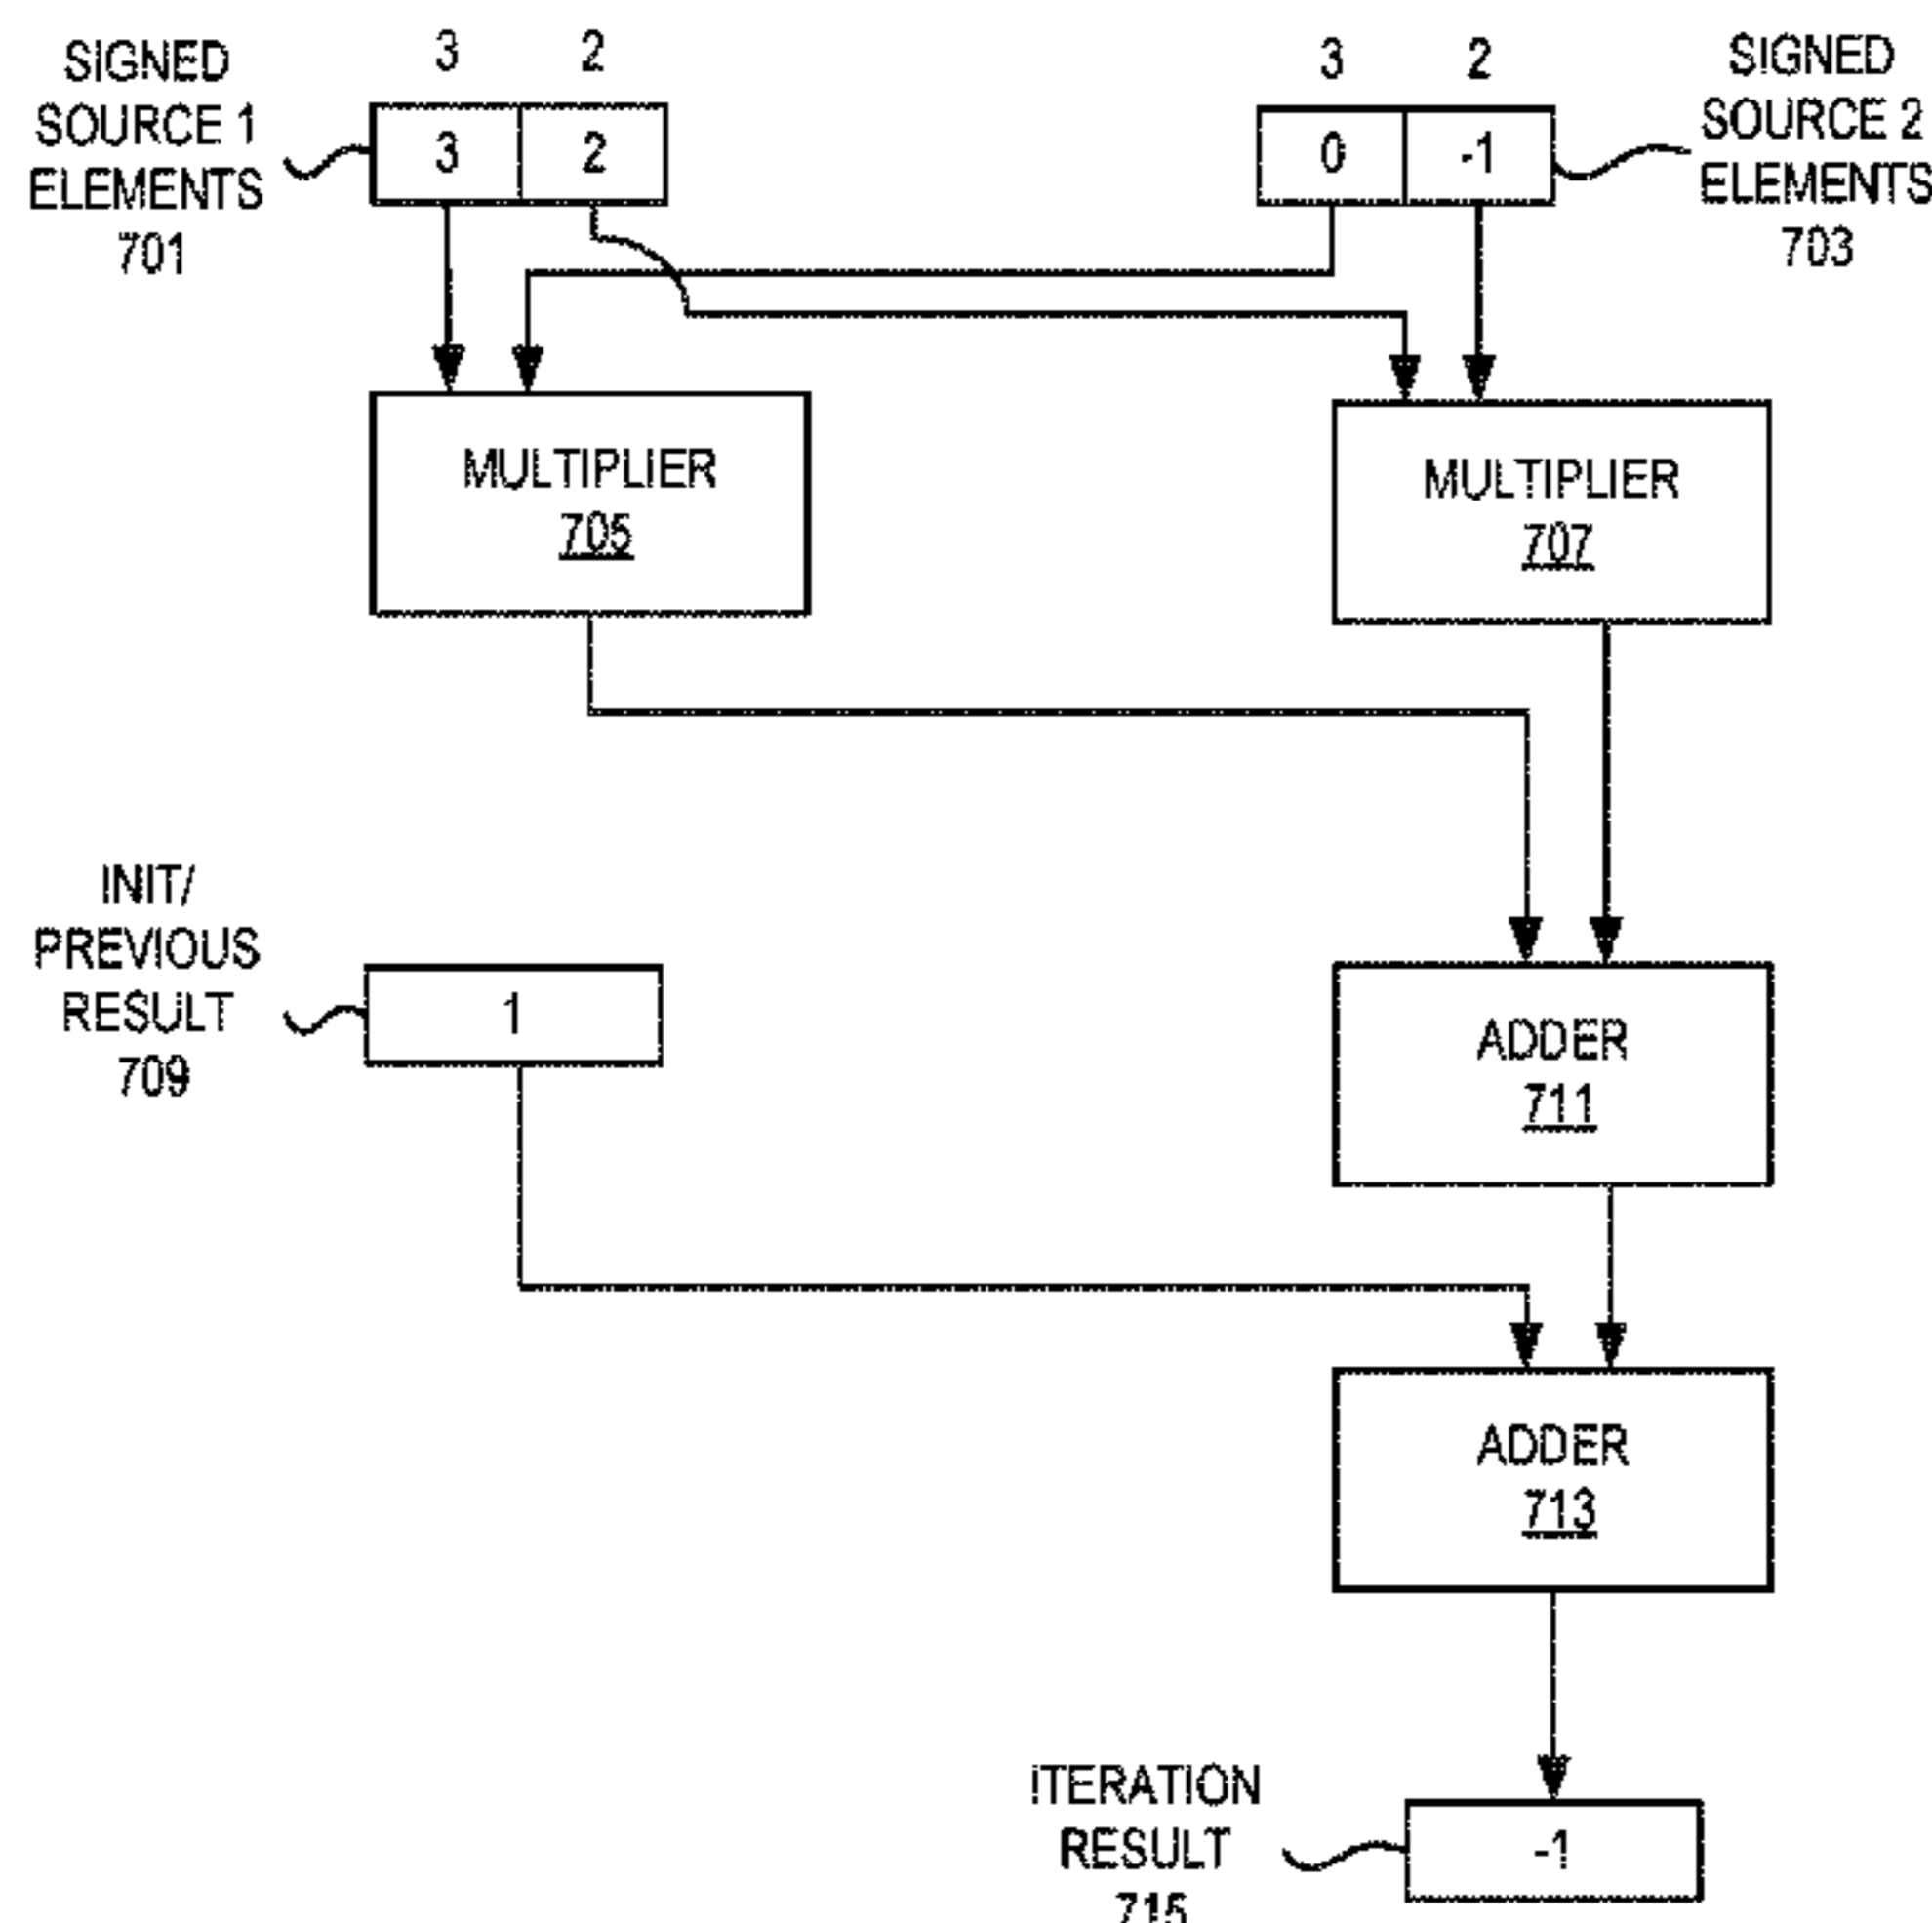 SIGNED
SOURCE 1
ELEMENTS
701
3 2
3 2
3 2
0 -1
SIGNED
SOURCE 2
ELEMENTS
703
MULTIPLIER
705
MULTIPLIER
707
INIT/
PREVIOUS
RESULT
709
1
ADDER
711
ADDER
713
ITERATION
RESULT
715
-1